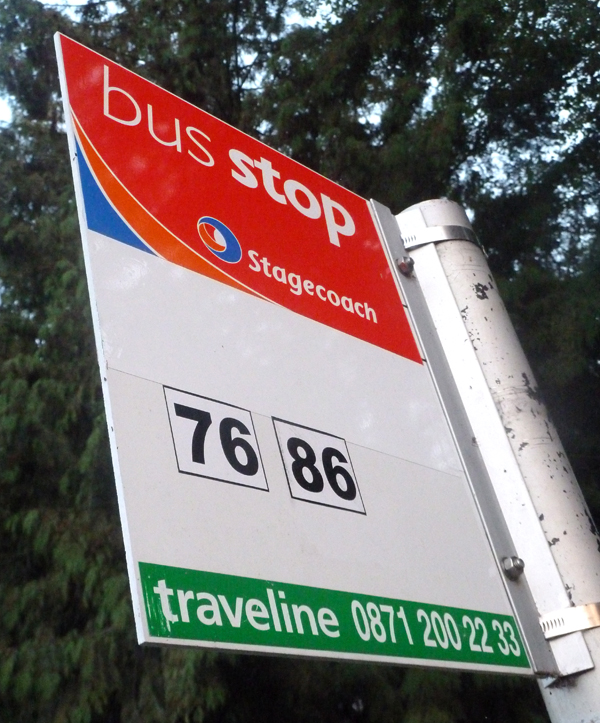 bus stop
Stagecoach
76 86
traveline 0871 200 22 33